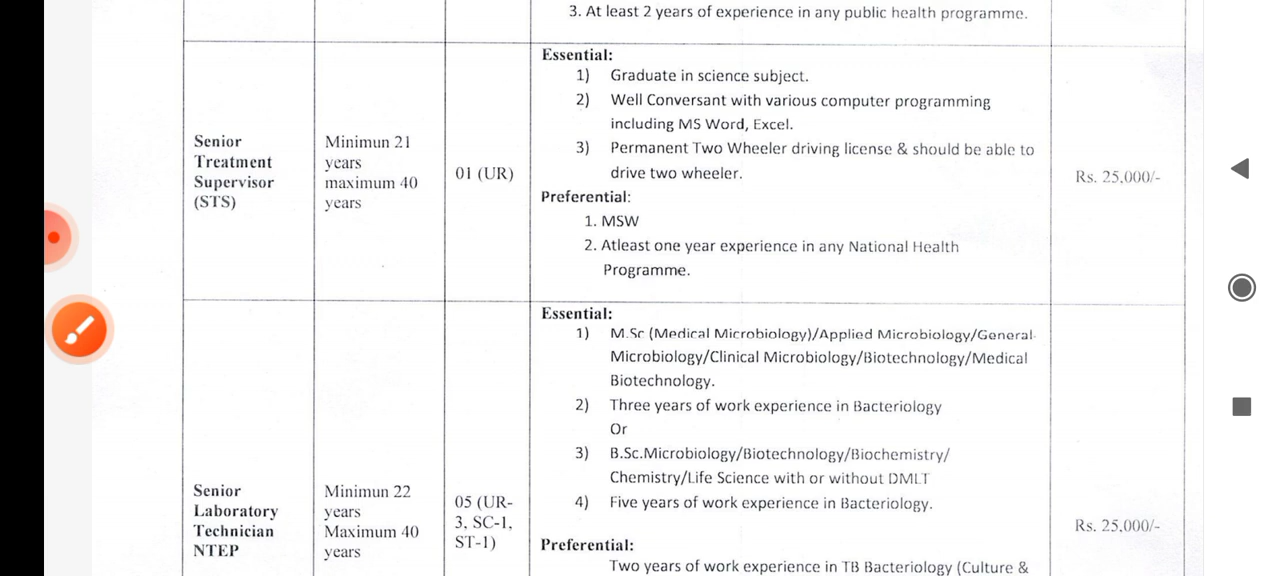 3. At least 2 years of experience in any public health programme.
Essential:
1) Graduate in science subject.
2) Well Conversant with various computer programming
including MS Word, Excel.
3) Permanent Two Wheeler driving license & should be able to
drive two wheeler.
Preferential:
1. MSW
2. Atleast one year experience in any National Health
Programme.
Senior
Treatment
Supervisor
(STS)
Minimun 21
years
maximum 40
years
01 (UR)
Rs. 25,000/-
Essential:
1) M.Sc (Medical Microbiology)/Applied Microbiology/General
Microbiology/Clinical Microbiology/Biotechnology/Medical
Biotechnology.
2) Three years of work experience in Bacteriology
Or
3) B.Sc.Microbiology/Biotechnology/Biochemistry/
Chemistry/Life Science with or without DMLT
4) Five years of work experience in Bacteriology.
Preferential:
Two years of work experience in TB Bacteriology (Culture &
Senior
Laboratory
Technician
NTEP
Minimun 22
years
Maximum 40
years
05 (UR-
3, SC-1,
ST-1)
Rs. 25,000/-